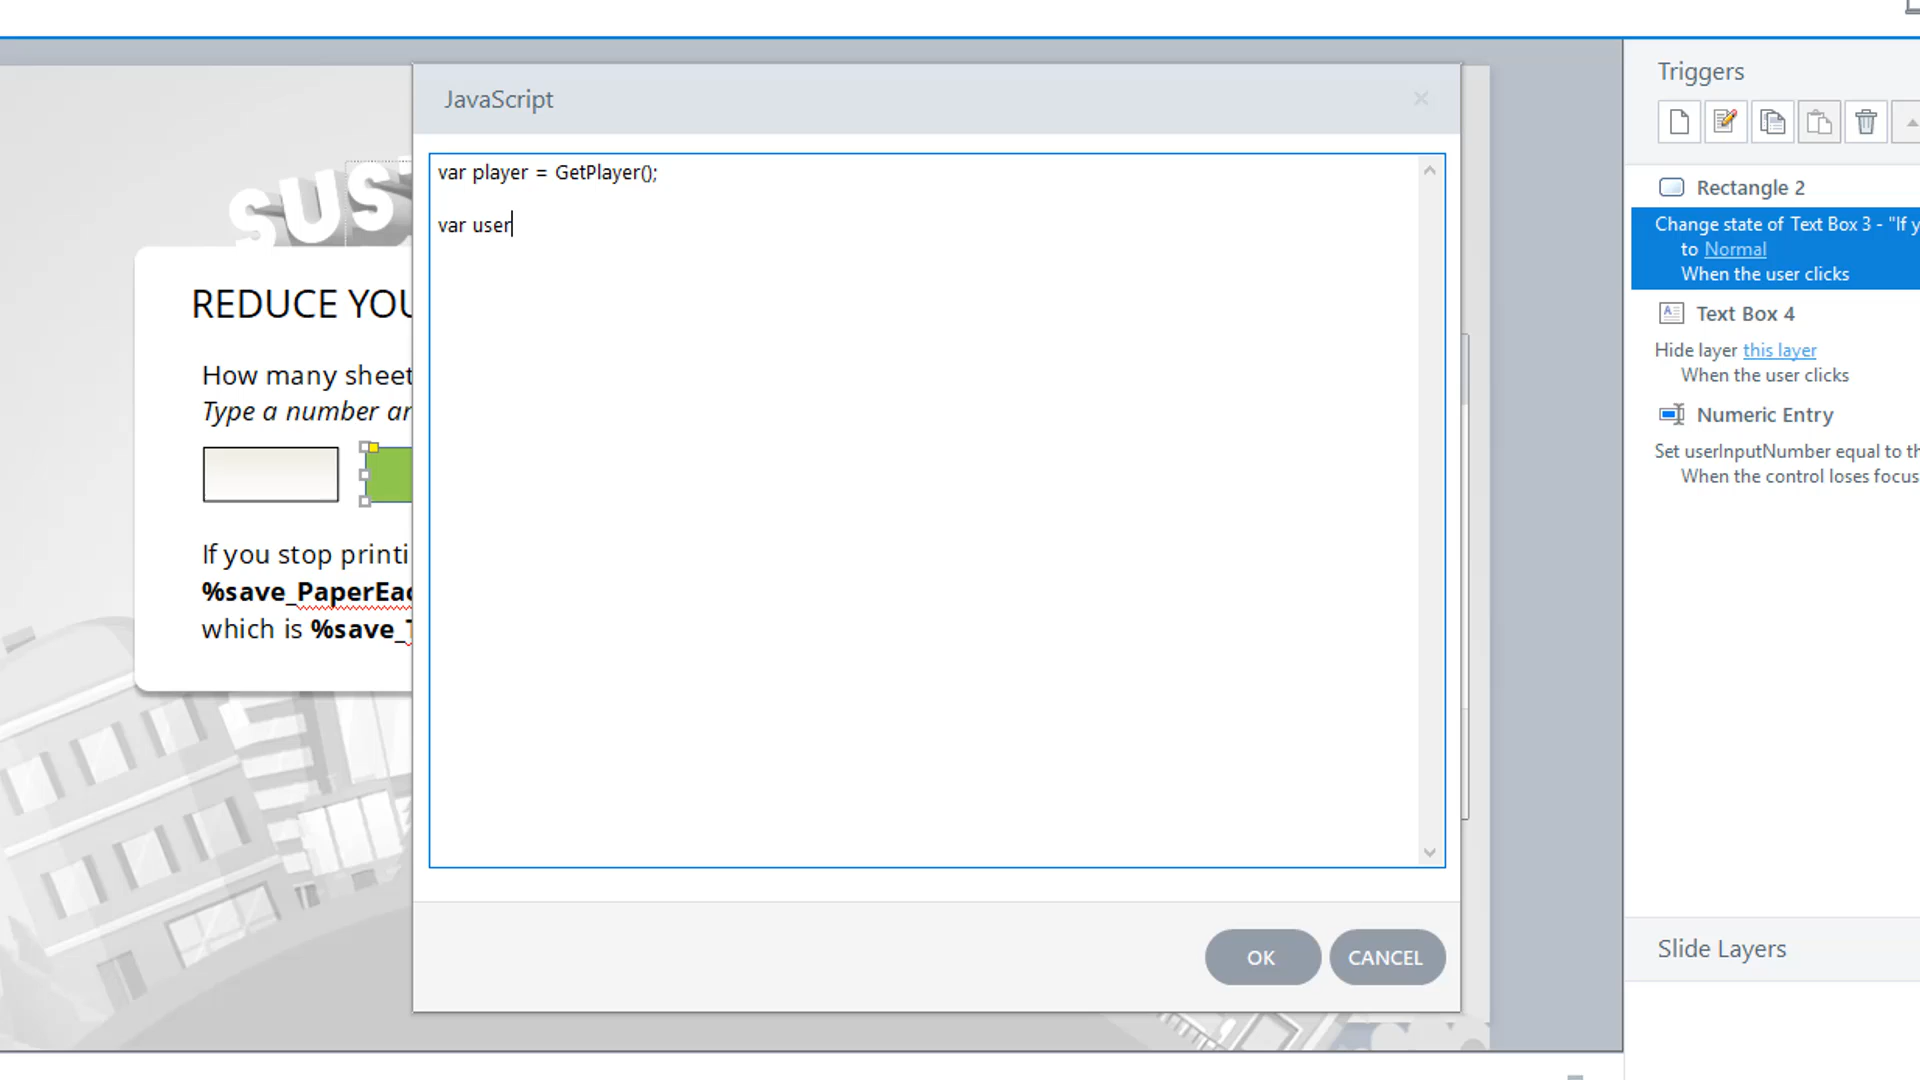 JavaScript
var player = GetPlayer();
var user
OK
CANCEL
SUS
REDUCE YOU
How many sheet
Type a number an
If you stop printi
%save_PaperEac
which is %save_T
Triggers
Rectangle 2
Change state of Text Box 3 - "If y
to Normal
When the user clicks
Text Box 4
Hide layer this layer
When the user clicks
Numeric Entry
Set userInputNumber equal to th
When the control loses focus
Slide Layers